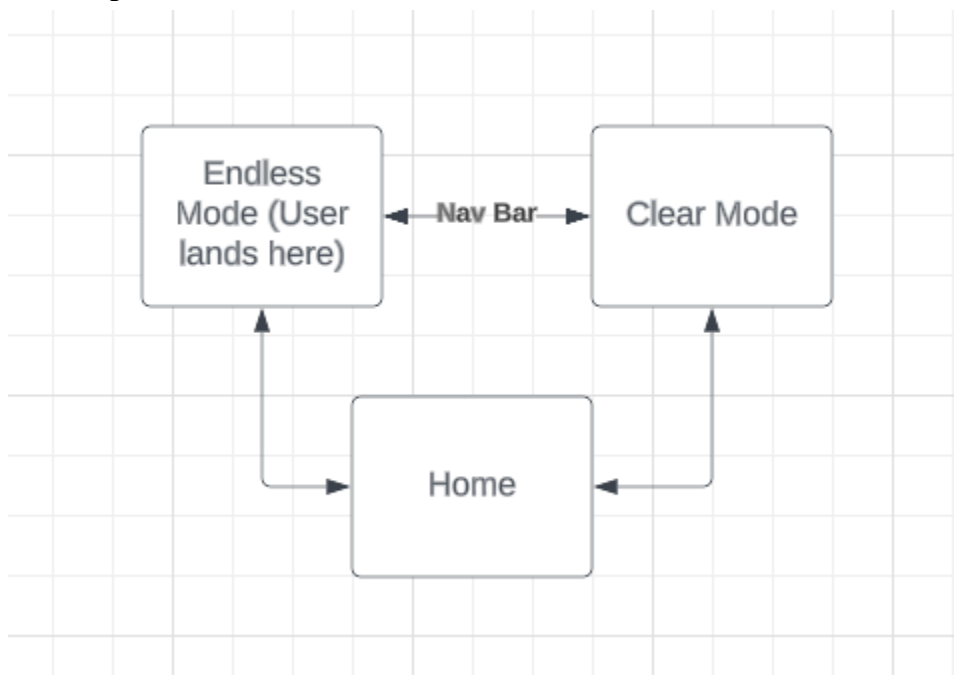 Endless
Mode (User
lands here)
Nav Bar
Clear Mode
Home